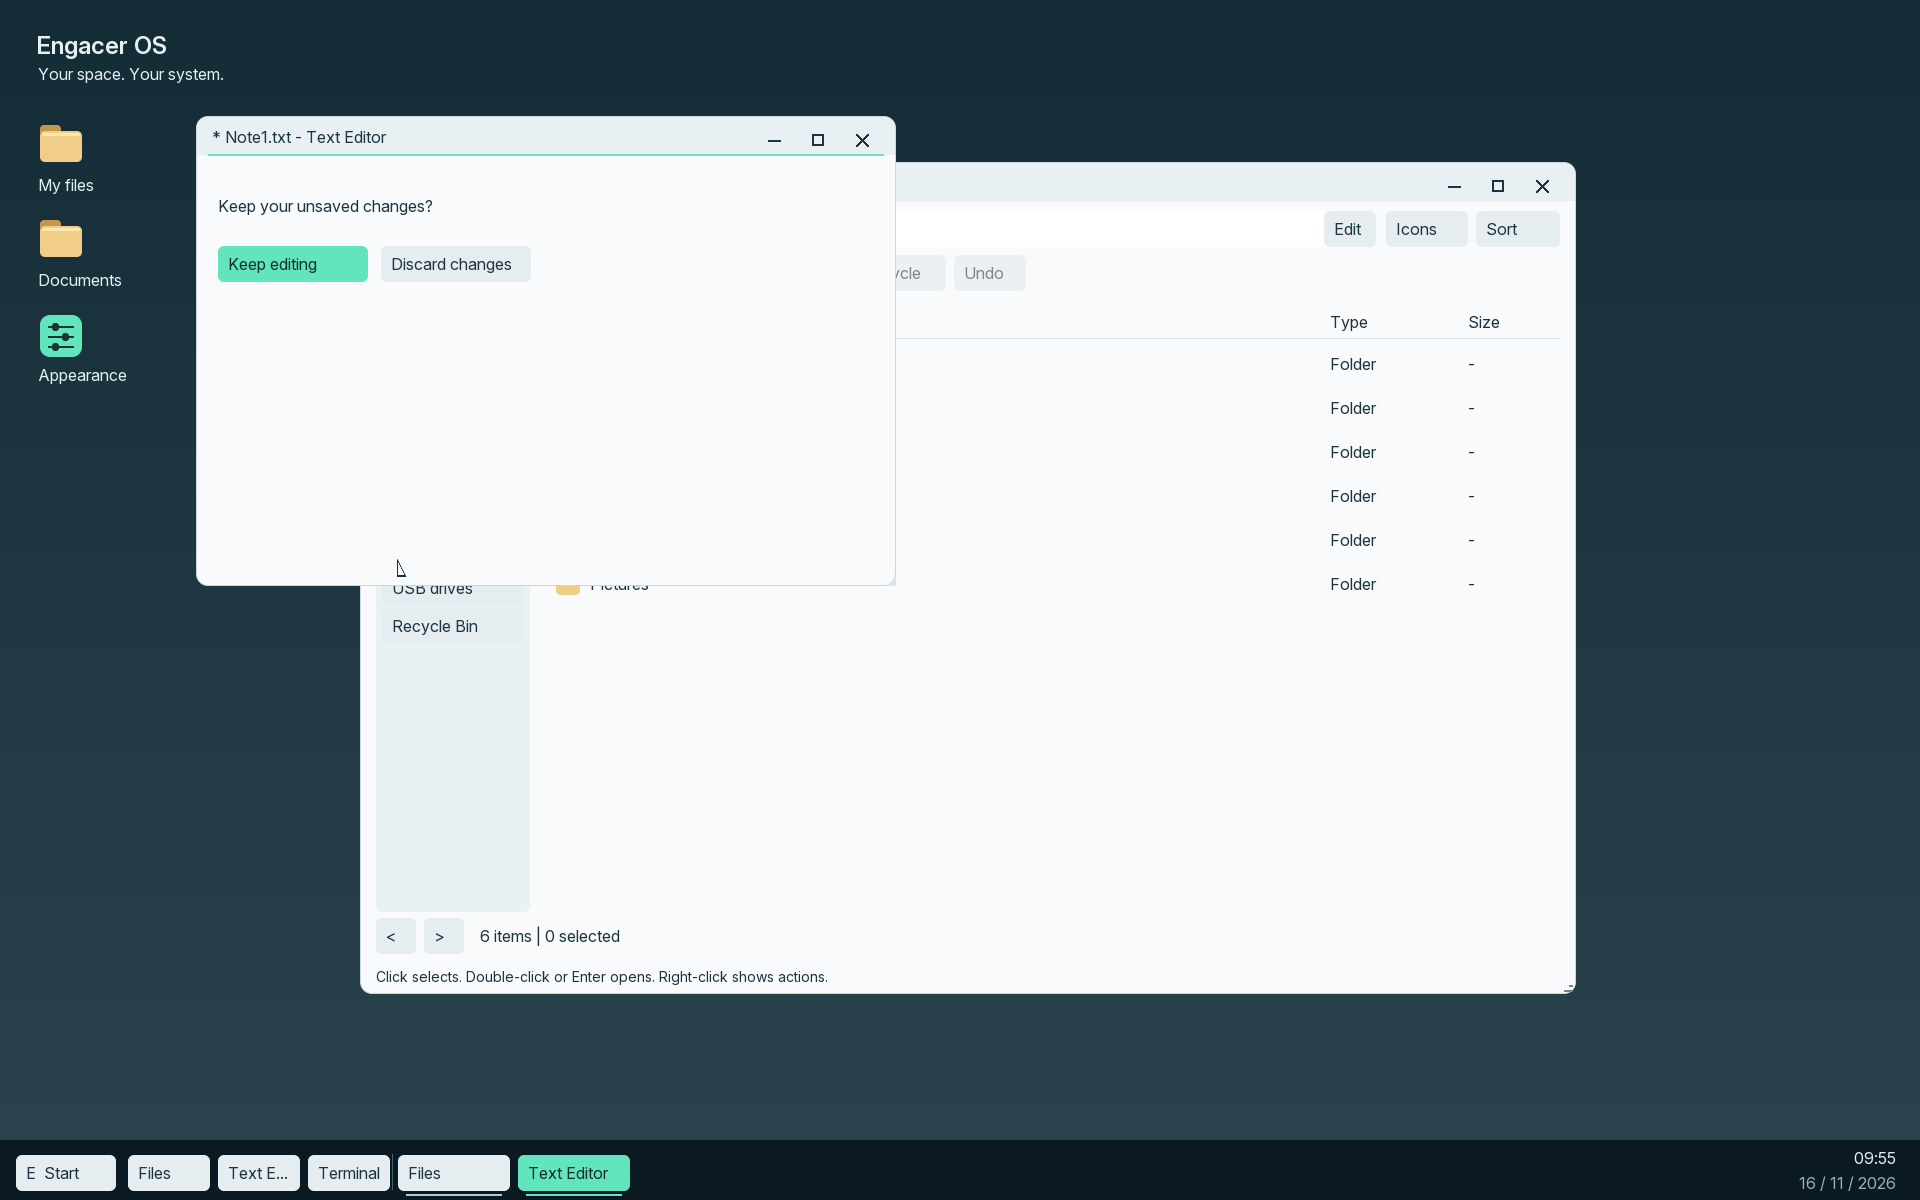 Engacer OS
Your space. Your system.
My files
Documents
Appearance
* Note1.txt - Text Editor
Keep your unsaved changes?
Keep editing
Discard changes
Edit
Icons
Sort
Undo
Type
Size
Folder
-
Folder
-
Folder
-
Folder
-
Folder
-
USB drives
Pictures
Folder
-
Recycle Bin
<
>
6 items | 0 selected
Click selects. Double-click or Enter opens. Right-click shows actions.
E Start
Files
Text E...
Terminal
Files
Text Editor
09:55
16 / 11 / 2026